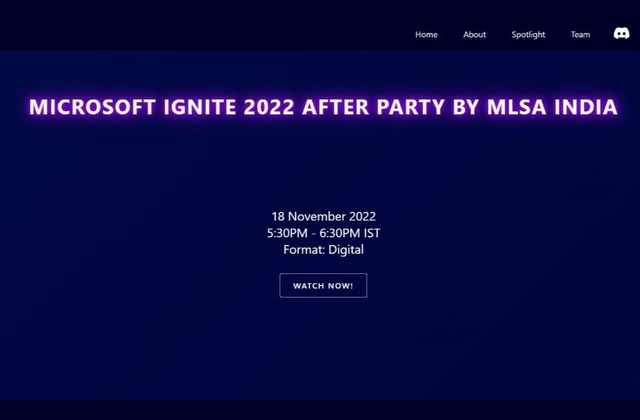 Home About Spotlight Team
MICROSOFT IGNITE 2022 AFTER PARTY BY MLSA INDIA
18 November 2022
5:30PM - 6:30PM IST
Format: Digital
WATCH NOW!